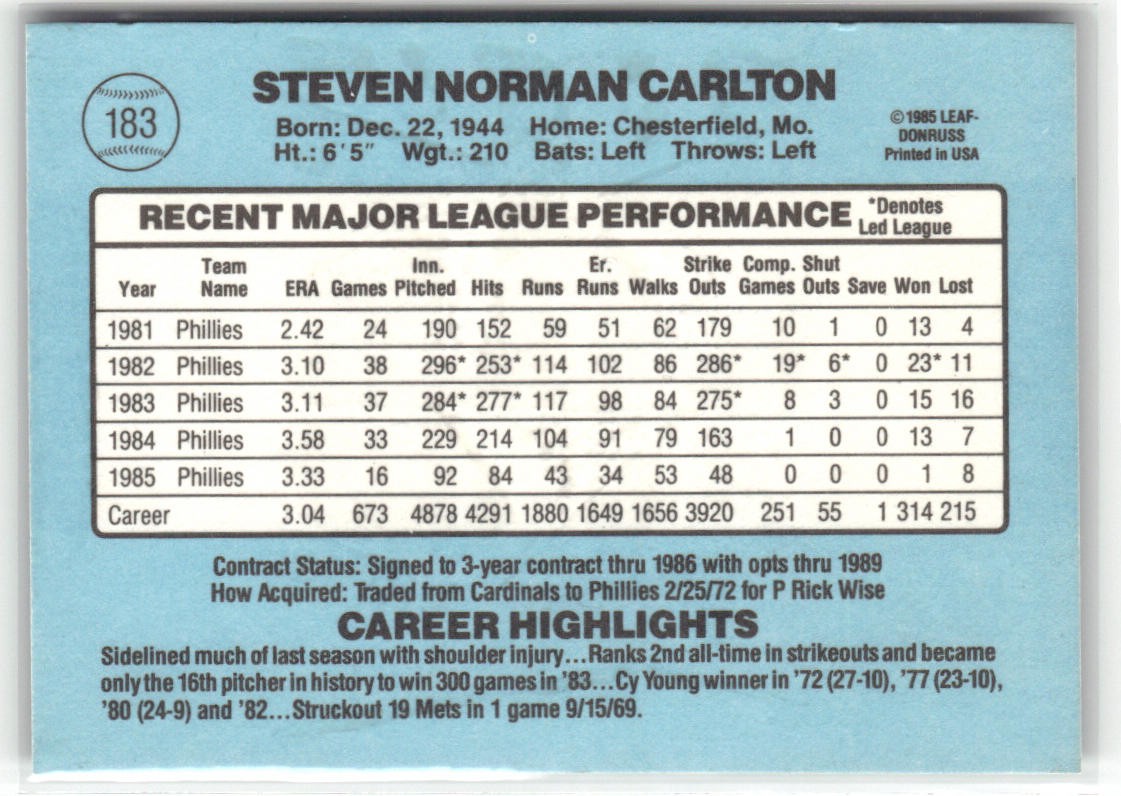 183
STEVEN NORMAN CARLTON
Born: Dec. 22, 1944 Home: Chesterfield, Mo.
Ht.: 6'5" Wgt.: 210 Bats: Left Throws: Left
©1985 LEAF-
DONRUSS
Printed in USA
RECENT MAJOR LEAGUE PERFORMANCE *Denotes
Led League
Team Inn. Er. Strike Comp. Shut
Year Name ERA Games Pitched Hits Runs Runs Walks Outs Games Outs Save Won Lost
1981 Phillies 2.42 24 190 152 59 51 62 179 10 1 0 13 4
1982 Phillies 3.10 38 296* 253* 114 102 86 286* 19* 6* 0 23* 11
1983 Phillies 3.11 37 284* 277* 117 98 84 275* 8 3 0 15 16
1984 Phillies 3.58 33 229 214 104 91 79 163 1 0 0 13 7
1985 Phillies 3.33 16 92 84 43 34 53 48 0 0 0 1 8
Career 3.04 673 4878 4291 1880 1649 1656 3920 251 55 1 314 215
Contract Status: Signed to 3-year contract thru 1986 with opts thru 1989
How Acquired: Traded from Cardinals to Phillies 2/25/72 for P Rick Wise
CAREER HIGHLIGHTS
Sidelined much of last season with shoulder injury...Ranks 2nd all-time in strikeouts and became
only the 16th pitcher in history to win 300 games in '83...Cy Young winner in '72 (27-10), '77 (23-10),
'80 (24-9) and '82...Struckout 19 Mets in 1 game 9/15/69.